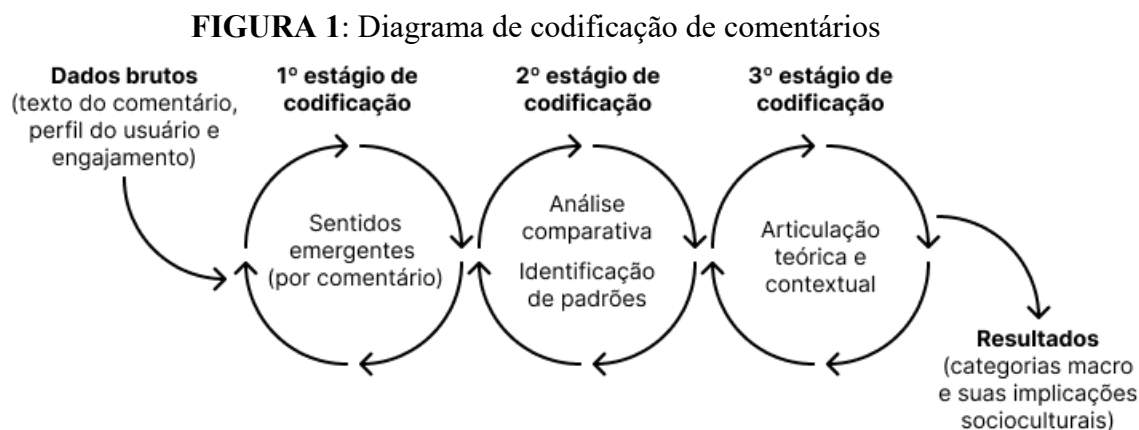 FIGURA 1: Diagrama de codificação de comentários
Dados brutos
(texto do comentário,
perfil do usuário e
engajamento)
1º estágio de
codificação
2º estágio de
codificação
3º estágio de
codificação
Sentidos
emergentes
(por comentário)
Análise
comparativa
Identificação
de padrões
Articulação
teórica e
contextual
Resultados
(categorias macro
e suas implicações
socioculturais)